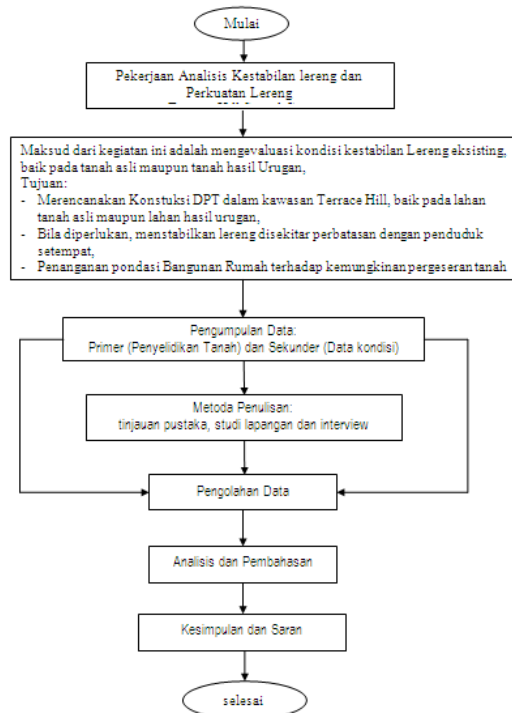 Mulai
Pekerjaan Analisis Kestabilan lereng dan
Perkuatan Lereng
Maksud dari kegiatan ini adalah mengevaluasi kondisi kestabilan Lereng eksisting,
baik pada tanah asli maupun tanah hasil Urugan,
Tujuan:
- Merencanakan Konstuksi DPT dalam kawasan Terrace Hill, baik pada lahan
tanah asli maupun lahan hasil urugan,
- Bila diperlukan, menstabilkan lereng disekitar perbatasan dengan penduduk
setempat,
- Penanganan pondasi Bangunan Rumah terhadap kemungkinan pergeseran tanah
Pengumpulan Data:
Primer (Penyelidikan Tanah) dan Sekunder (Data kondisi)
Metoda Penulisan:
tinjauan pustaka, studi lapangan dan interview
Pengolahan Data
Analisis dan Pembahasan
Kesimpulan dan Saran
selesai